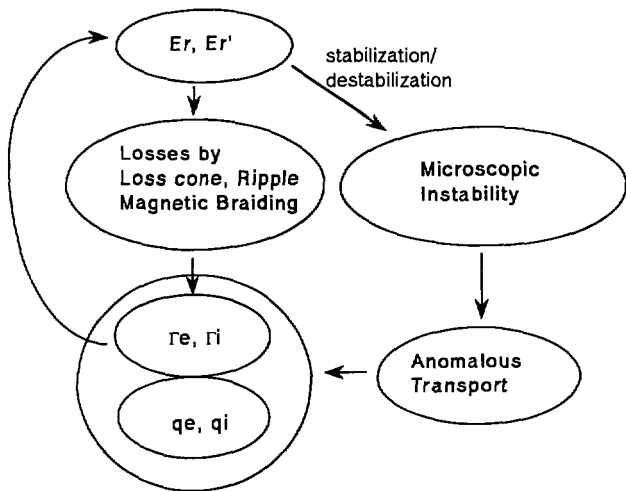 Er, Er'
stabilization/
destabilization
Losses by
Loss cone, Ripple
Magnetic Braiding
Microscopic
Instability
Γe, Γi
Anomalous
Transport
qe, qi